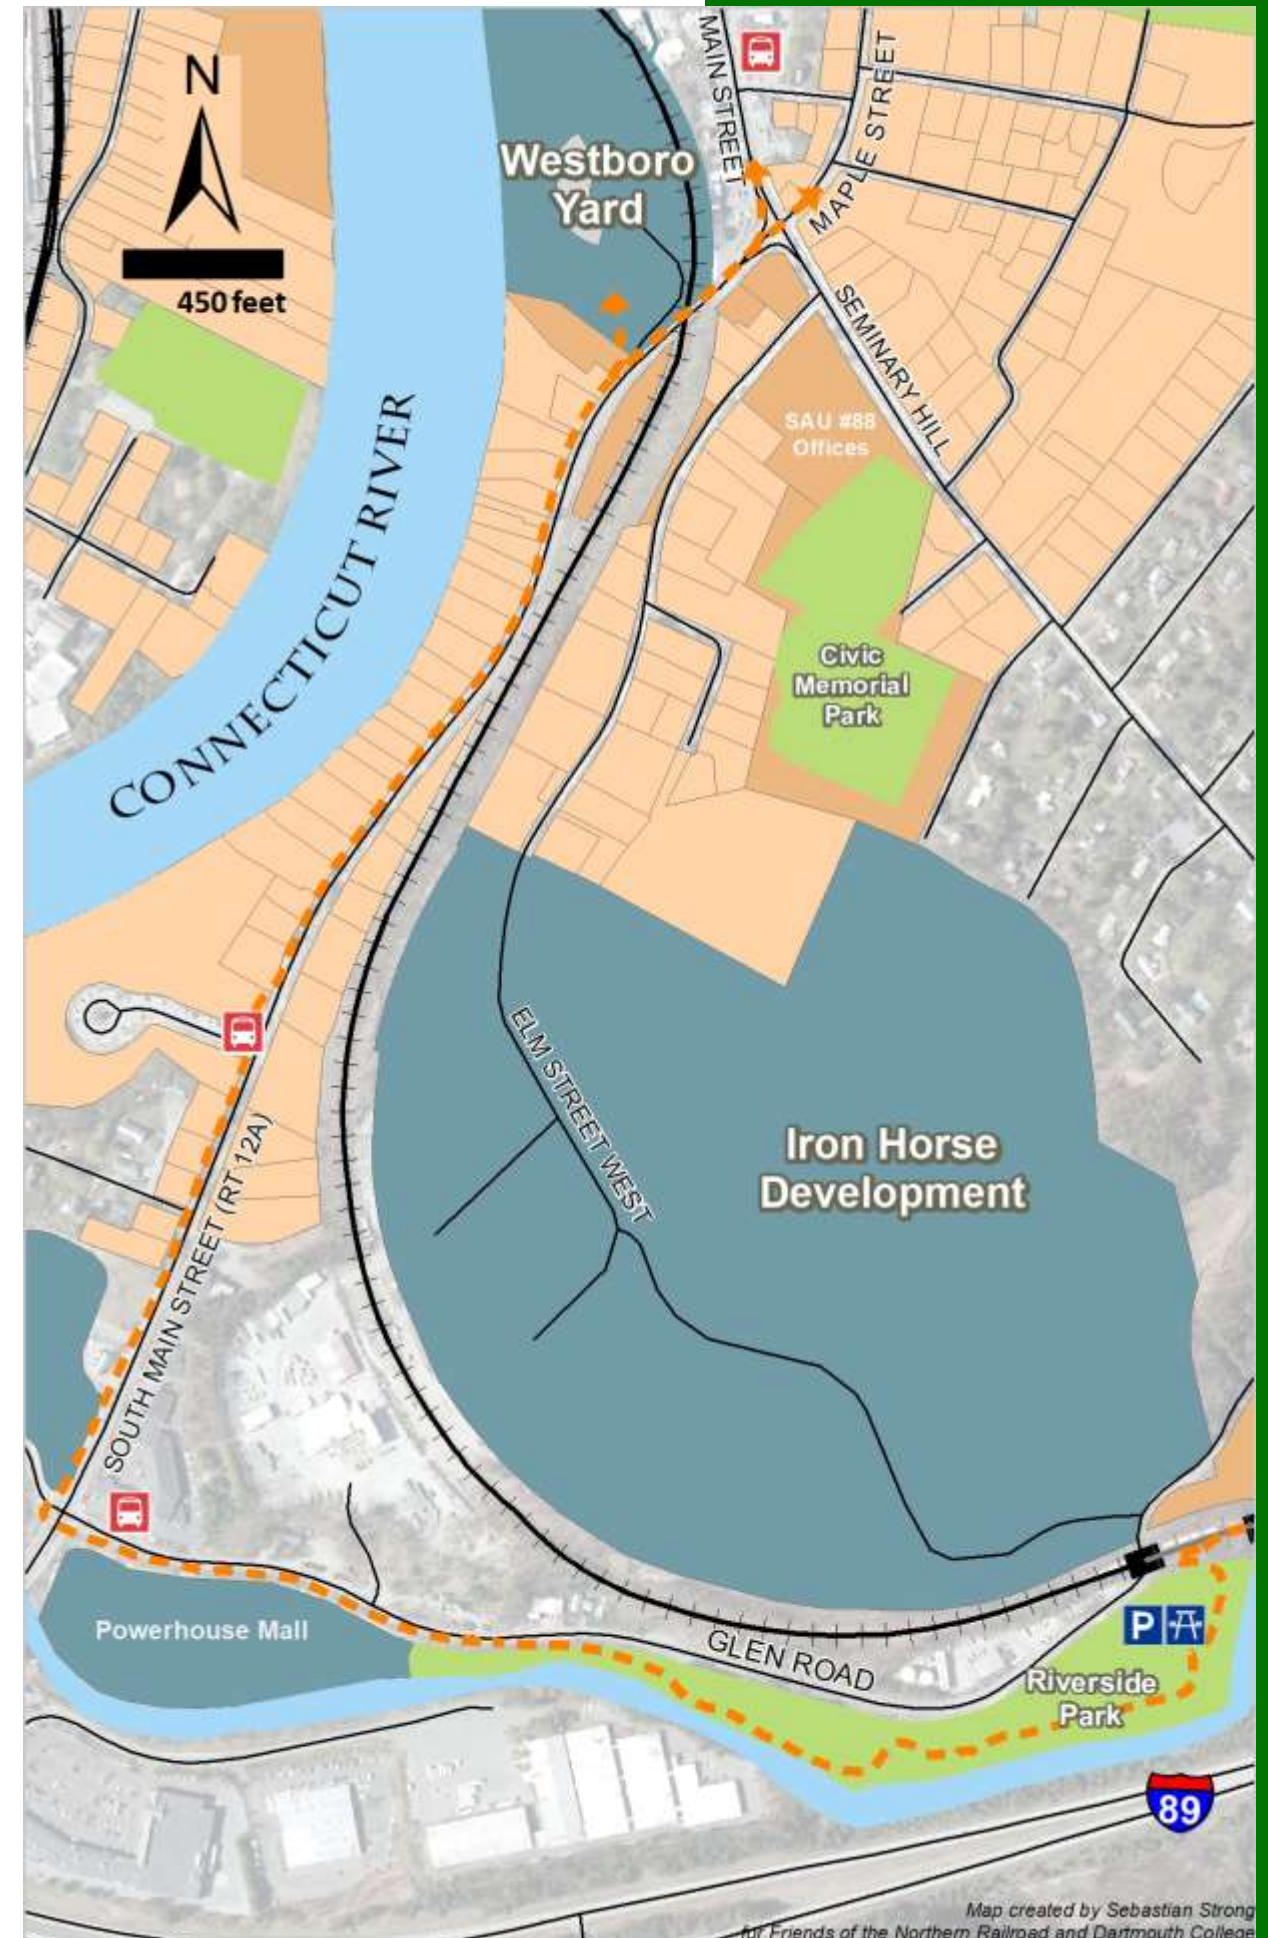 MAIN STREET
MAPLE STREET
N
Westboro
Yard
450 feet
SEMINARY HILL
SAU #88
Offices
CONNECTICUT RIVER
Civic
Memorial
Park
ELM STREET WEST
Iron Horse
Development
SOUTH MAIN STREET (RT 12A)
Powerhouse Mall
GLEN ROAD
P
Riverside
Park
89
Map created by Sebastian Strong
for Friends of the Northern Railroad and Dartmouth College